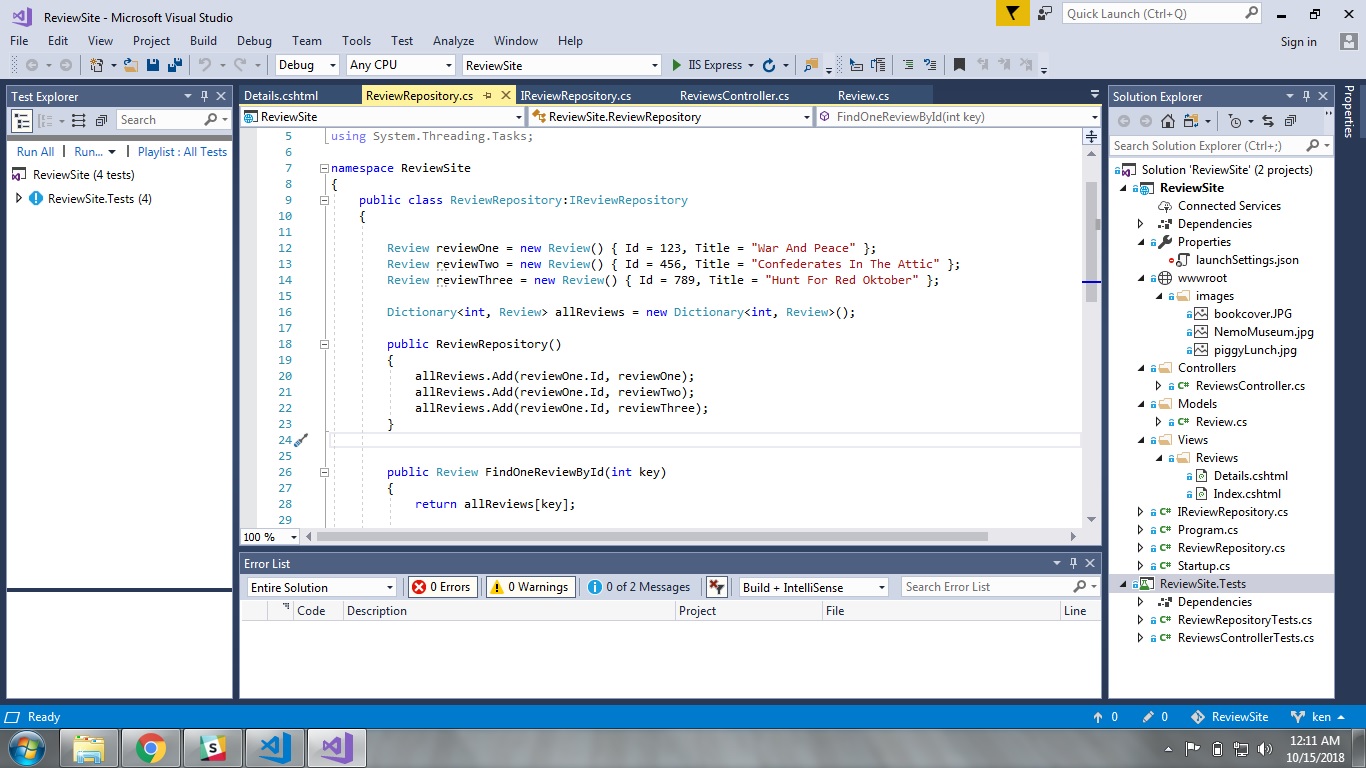 ReviewSite - Microsoft Visual Studio
Quick Launch (Ctrl+Q)
File Edit View Project Build Debug Team Tools Test Analyze Window Help
Sign in
Debug Any CPU ReviewSite IIS Express
Test Explorer
Search
Run All | Run... | Playlist : All Tests
ReviewSite (4 tests)
ReviewSite.Tests (4)
Details.cshtml ReviewRepository.cs IReviewRepository.cs ReviewsController.cs Review.cs
ReviewSite ReviewSite.ReviewRepository FindOneReviewById(int key)
5 using System.Threading.Tasks;
6
7 namespace ReviewSite
8 {
9 public class ReviewRepository:IReviewRepository
10 {
11
12 Review reviewOne = new Review() { Id = 123, Title = "War And Peace" };
13 Review reviewTwo = new Review() { Id = 456, Title = "Confederates In The Attic" };
14 Review reviewThree = new Review() { Id = 789, Title = "Hunt For Red Oktober" };
15
16 Dictionary<int, Review> allReviews = new Dictionary<int, Review>();
17
18 public ReviewRepository()
19 {
20 allReviews.Add(reviewOne.Id, reviewOne);
21 allReviews.Add(reviewOne.Id, reviewTwo);
22 allReviews.Add(reviewOne.Id, reviewThree);
23 }
24
25
26 public Review FindOneReviewById(int key)
27 {
28 return allReviews[key];
29
100 %
Error List
Entire Solution 0 Errors 0 Warnings 0 of 2 Messages Build + IntelliSense Search Error List
Code Description Project File Line
Solution Explorer
Search Solution Explorer (Ctrl+;)
Solution 'ReviewSite' (2 projects)
ReviewSite
Connected Services
Dependencies
Properties
launchSettings.json
wwwroot
images
bookcover.JPG
NemoMuseum.jpg
piggyLunch.jpg
Controllers
C# ReviewsController.cs
Models
C# Review.cs
Views
Reviews
Details.cshtml
Index.cshtml
C# IReviewRepository.cs
C# Program.cs
C# ReviewRepository.cs
C# Startup.cs
ReviewSite.Tests
Dependencies
C# ReviewRepositoryTests.cs
C# ReviewsControllerTests.cs
Properties
Ready
0 0 ReviewSite ken
12:11 AM
10/15/2018